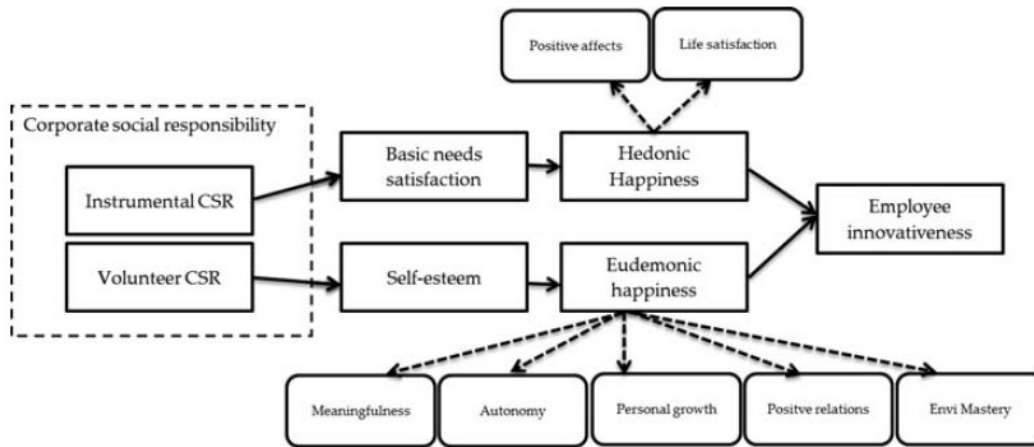 Positive affects
Life satisfaction
Corporate social responsibility
Instrumental CSR
Basic needs
satisfaction
Hedonic
Happiness
Employee
innovativeness
Volunteer CSR
Self-esteem
Eudemonic
happiness
Meaningfulness
Autonomy
Personal growth
Positve relations
Envi Mastery